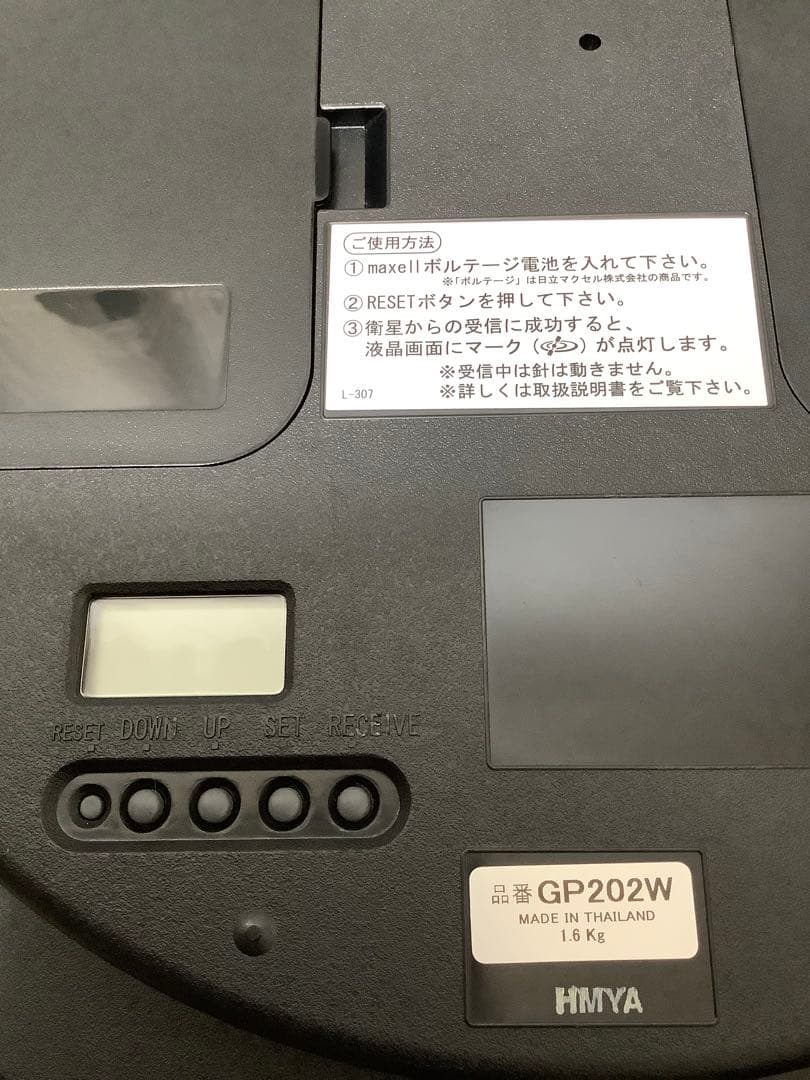 ご使用方法
① maxellボルテージ電池を入れて下さい。
※「ボルテージ」は日立マクセル株式会社の商品です。
② RESETボタンを押して下さい。
③ 衛星からの受信に成功すると、
液晶画面にマーク（ ）が点灯します。
※受信中は針は動きません。
※詳しくは取扱説明書をご覧下さい。
L-307
RESET DOWN UP SET RECEIVE
品番 GP202W
MADE IN THAILAND
1.6 Kg
HMYA